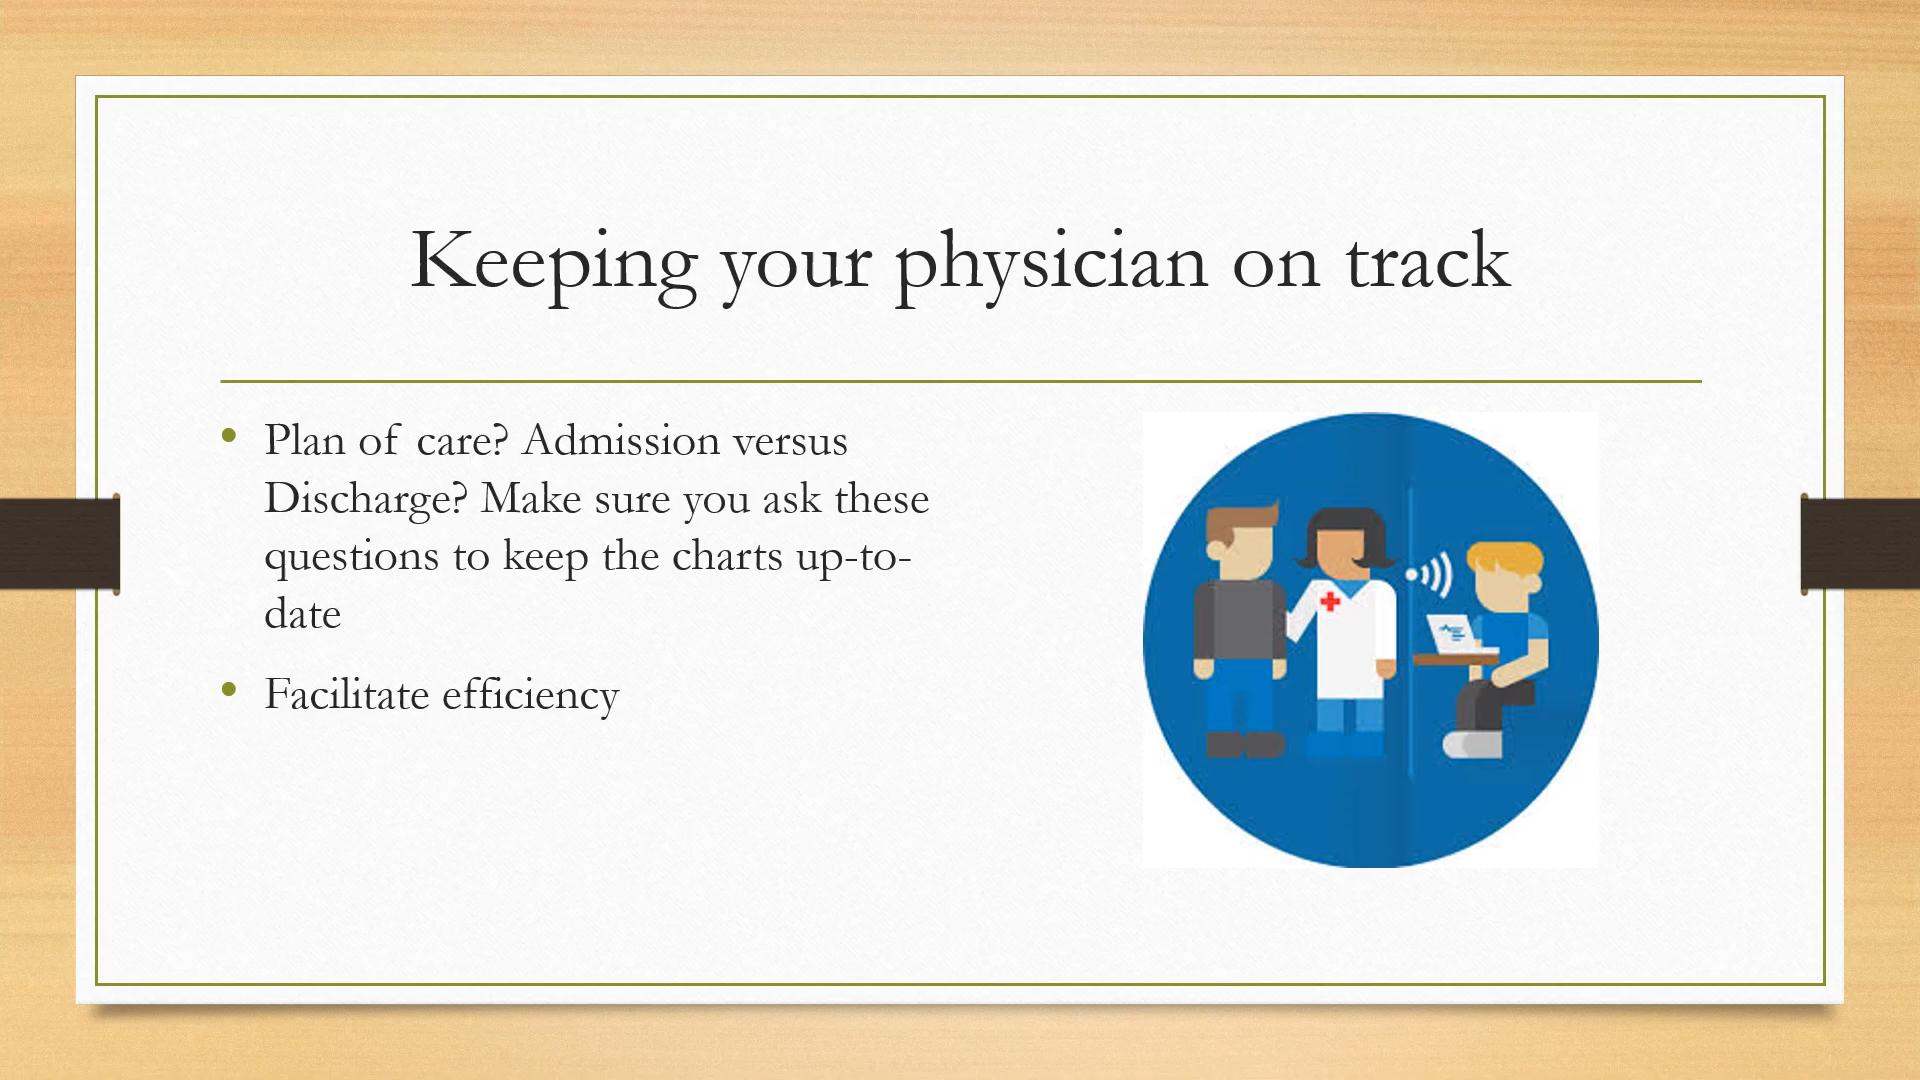 Keeping your physician on track
• Plan of care? Admission versus
Discharge? Make sure you ask these
questions to keep the charts up-to-
date
• Facilitate efficiency